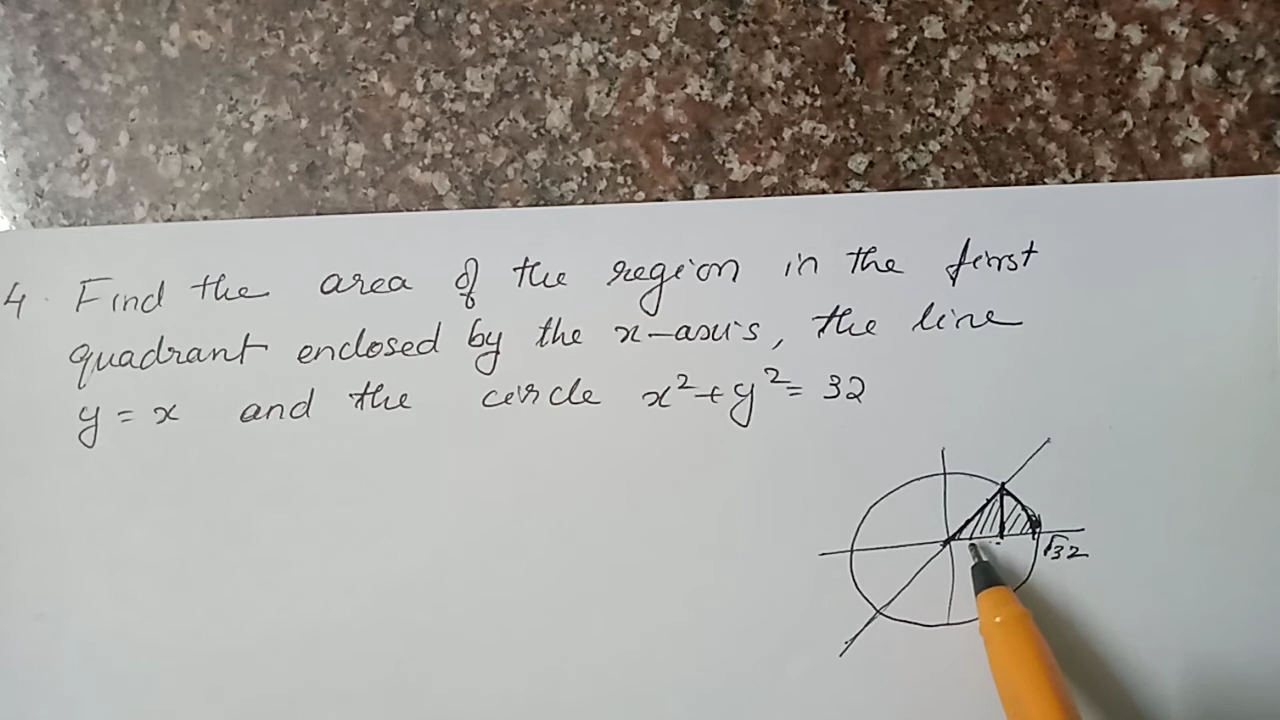 4. Find the area of the region in the first
quadrant enclosed by the x-axis, the line
y = x and the circle x²+y²= 32
√32